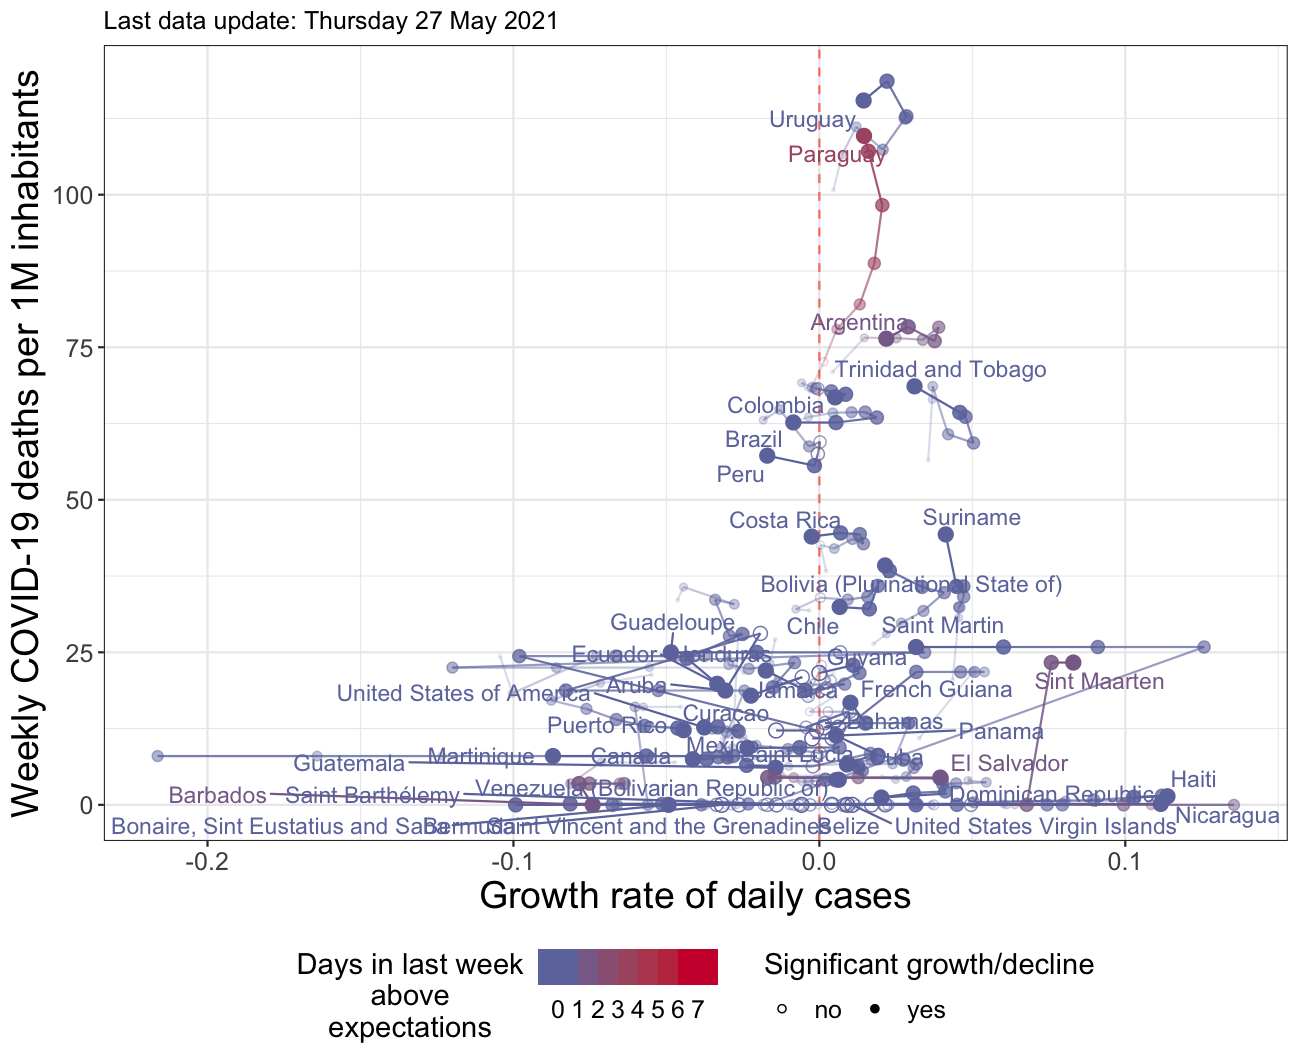 Last data update: Thursday 27 May 2021
Weekly COVID-19 deaths per 1M inhabitants
100
75
50
25
0
Uruguay
Paraguay
Argentina
Trinidad and Tobago
Colombia
Brazil
Peru
Costa Rica
Suriname
Bolivia (Plurinational State of)
Chile
Guadeloupe
Saint Martin
Ecuador
Honduras
Guyana
Sint Maarten
United States of America
Aruba
Jamaica
French Guiana
Puerto Rico
Curacao
Bahamas
Panama
Martinique
Canada
Mexico
Saint Lucia
Cuba
Guatemala
El Salvador
Haiti
Barbados
Saint Barthélemy
Venezuela (Bolivarian Republic of)
Dominican Republic
Nicaragua
Bonaire, Sint Eustatius and Saba
Bermuda
Saint Vincent and the Grenadines
Belize
United States Virgin Islands
-0.2
-0.1
0.0
0.1
Growth rate of daily cases
Days in last week
above
expectations
0 1 2 3 4 5 6 7
Significant growth/decline
no
yes